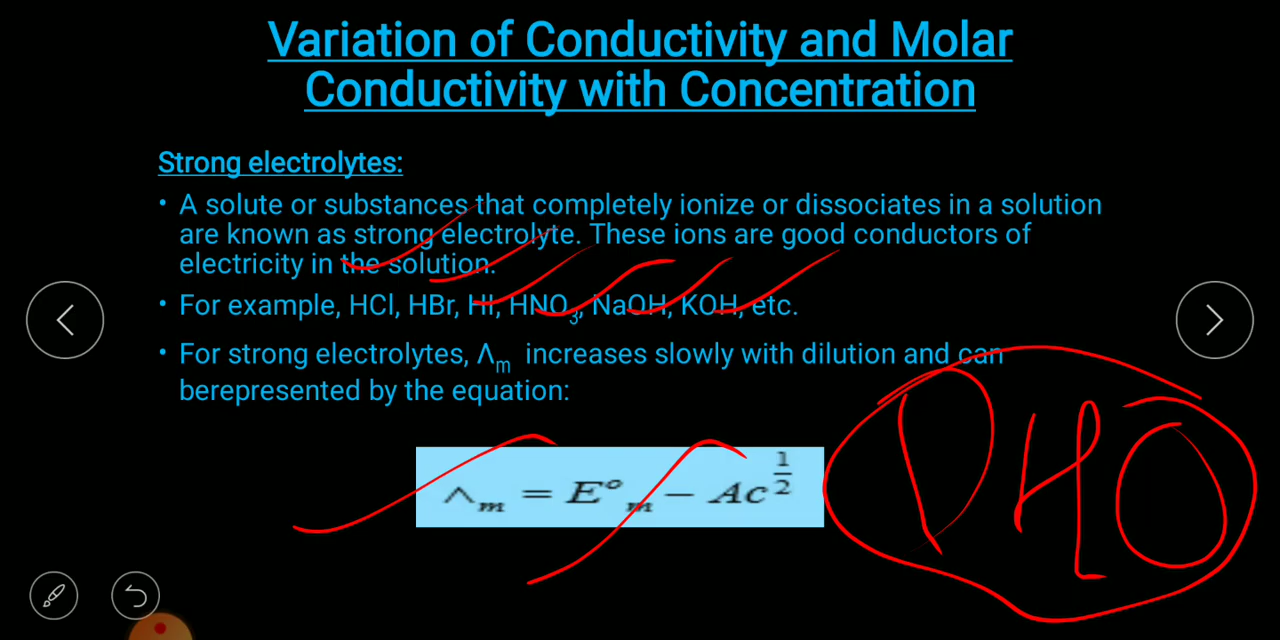 Variation of Conductivity and Molar
Conductivity with Concentration
Strong electrolytes:
• A solute or substances that completely ionize or dissociates in a solution
are known as strong electrolyte. These ions are good conductors of
electricity in the solution.
• For example, HCl, HBr, HI, HNO₃, NaOH, KOH, etc.
• For strong electrolytes, Λₘ increases slowly with dilution and can
berepresented by the equation:
Λₘ = E°ₘ − Ac^(1/2)
DHO